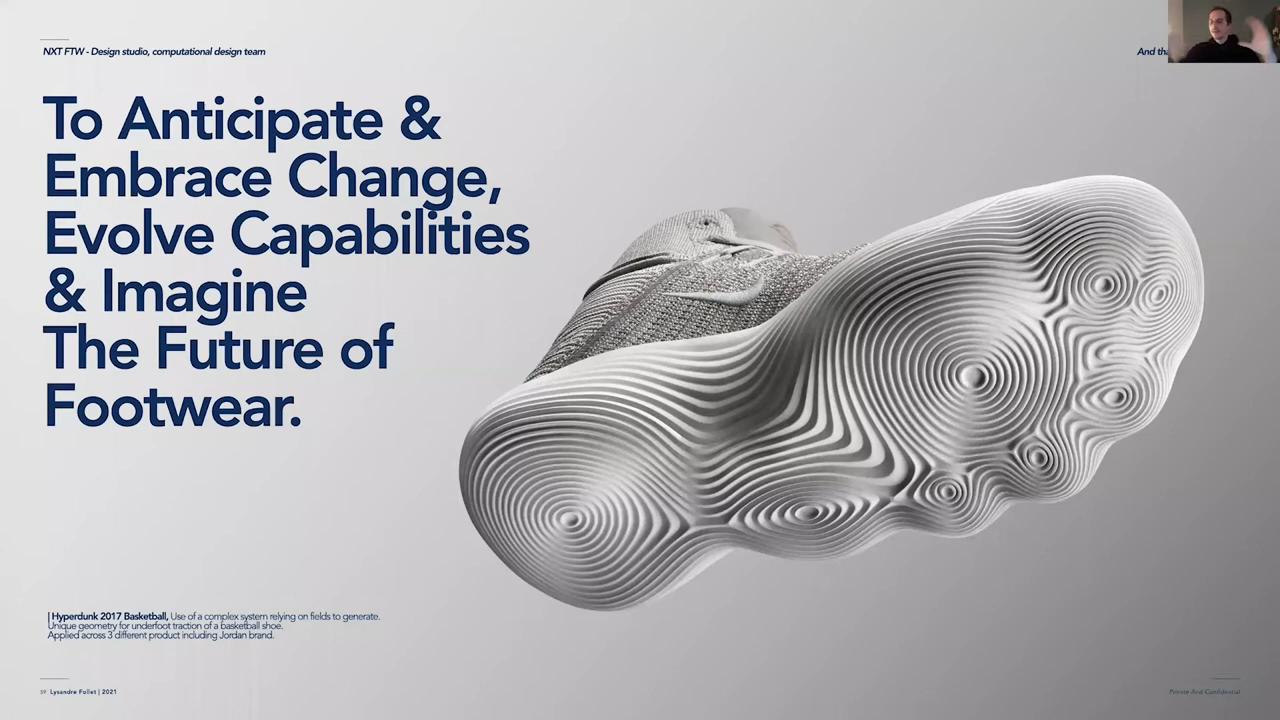 NXT FTW - Design studio, computational design team
And tha
To Anticipate &
Embrace Change,
Evolve Capabilities
& Imagine
The Future of
Footwear.
| Hyperdunk 2017 Basketball, Use of a complex system relying on fields to generate.
Unique geometry for underfoot traction of a basketball shoe.
Applied across 3 different product including Jordan brand.
59 Lysandre Follet | 2021
Private And Confidential